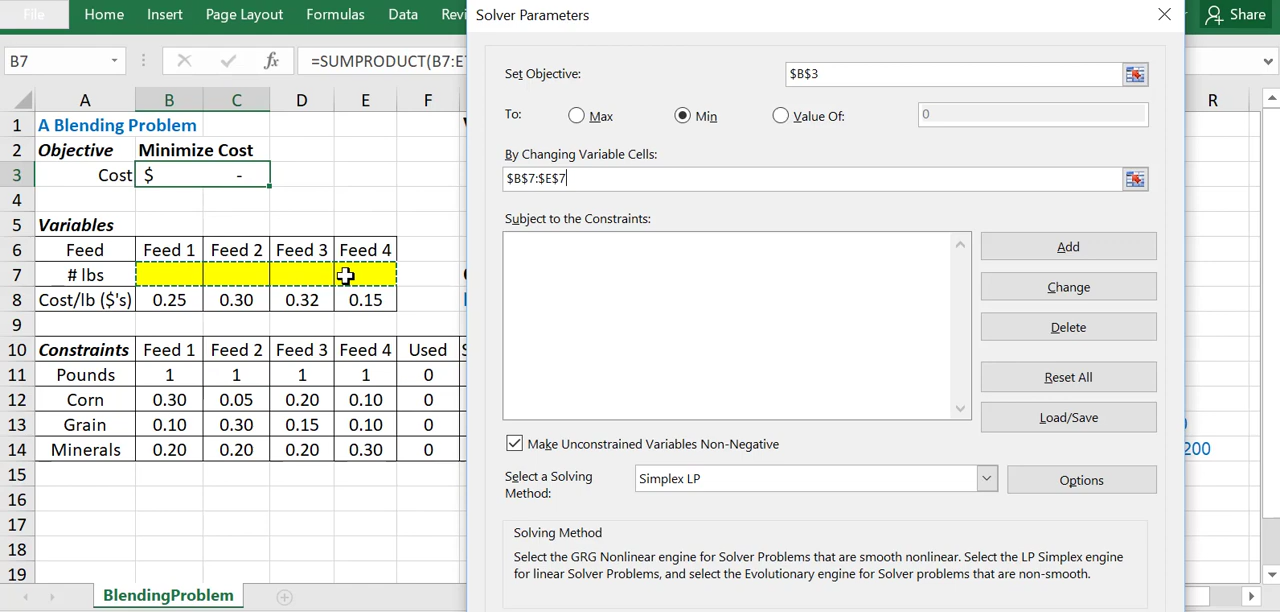 File Home Insert Page Layout Formulas Data Share
B7 fx =SUMPRODUCT(B7:E7
A B C D E F R
1 A Blending Problem
2 Objective Minimize Cost
3 Cost $ -
4
5 Variables
6 Feed Feed 1 Feed 2 Feed 3 Feed 4
7 # lbs
8 Cost/lb ($'s) 0.25 0.30 0.32 0.15
9
10 Constraints Feed 1 Feed 2 Feed 3 Feed 4 Used
11 Pounds 1 1 1 1 0
12 Corn 0.30 0.05 0.20 0.10 0
13 Grain 0.10 0.30 0.15 0.10 0
14 Minerals 0.20 0.20 0.20 0.30 0
200
15
16
17
18
19
BlendingProblem
Solver Parameters
Set Objective: $B$3
To: Max Min Value Of: 0
By Changing Variable Cells:
$B$7:$E$7
Subject to the Constraints:
Add
Change
Delete
Reset All
Load/Save
Make Unconstrained Variables Non-Negative
Select a Solving
Method:
Simplex LP
Options
Solving Method
Select the GRG Nonlinear engine for Solver Problems that are smooth nonlinear. Select the LP Simplex engine
for linear Solver Problems, and select the Evolutionary engine for Solver problems that are non-smooth.